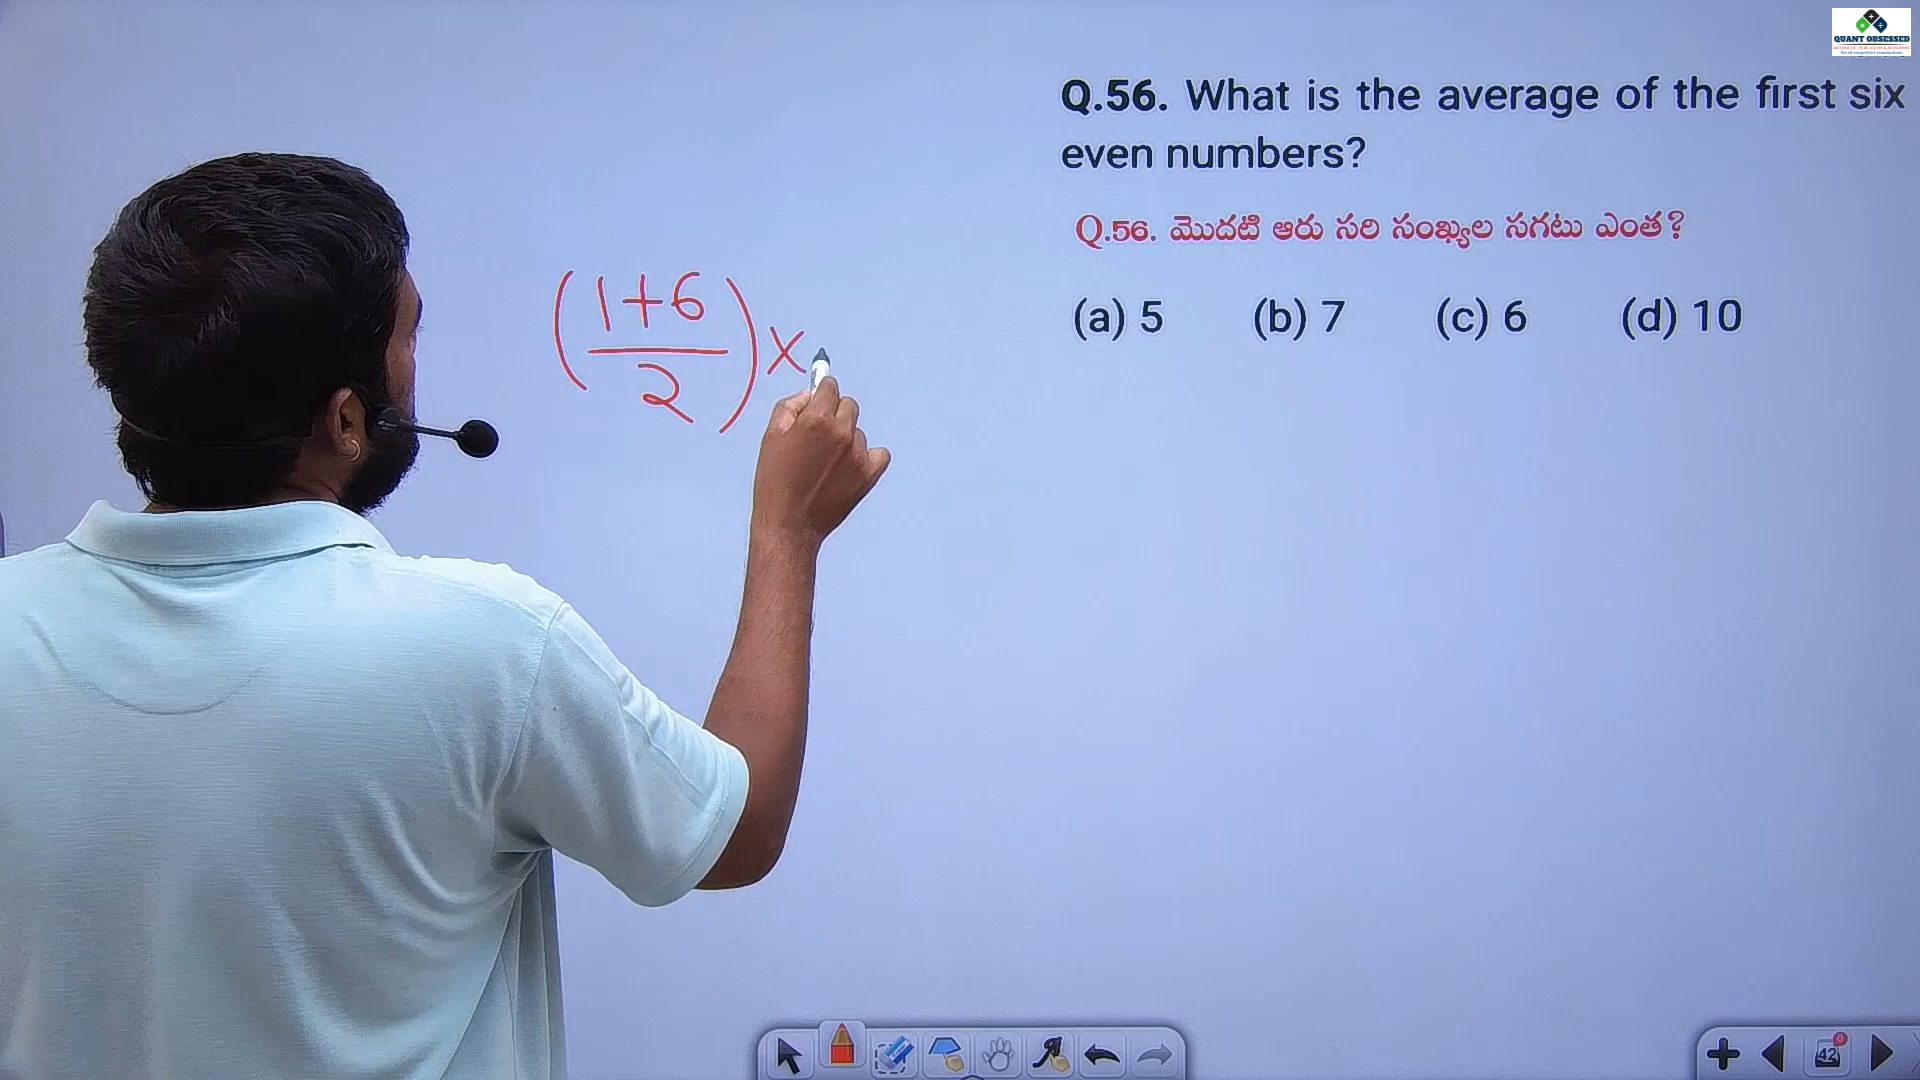 QUANT OBSESSED
Q.56. What is the average of the first six
even numbers?
Q.56. మొదటి ఆరు సరి సంఖ్యల సగటు ఎంత?
(a) 5 (b) 7 (c) 6 (d) 10
(1+6
2) ×
42
0